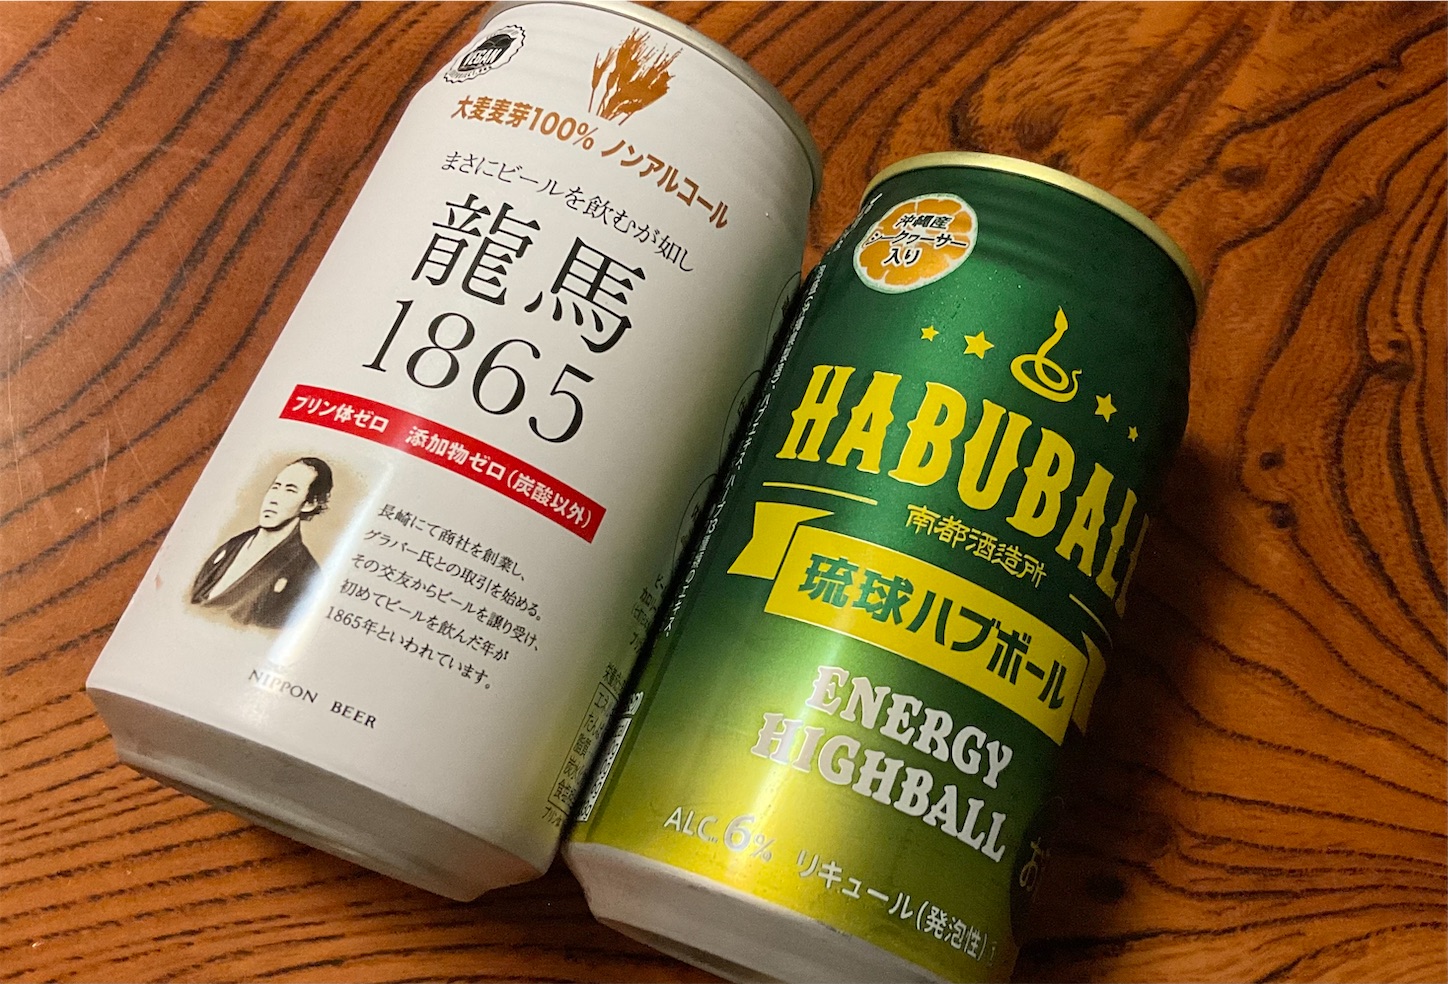 VEGAN
大麦麦芽100% ノンアルコール
まさにビールを飲むが如し
龍馬
1865
プリン体ゼロ 添加物ゼロ(炭酸以外)
長崎にて商社を創業し、
グラバー氏との取引を始める。
その交友からビールを譲り受け、
初めてビールを飲んだ年が
1865年といわれています。
NIPPON BEER
沖縄産
シークヮーサー
入り
HABUBAL
南都酒造所
琉球ハブボール
ENERGY
HIGHBALL
ALC. 6% リキュール(発泡性)
お